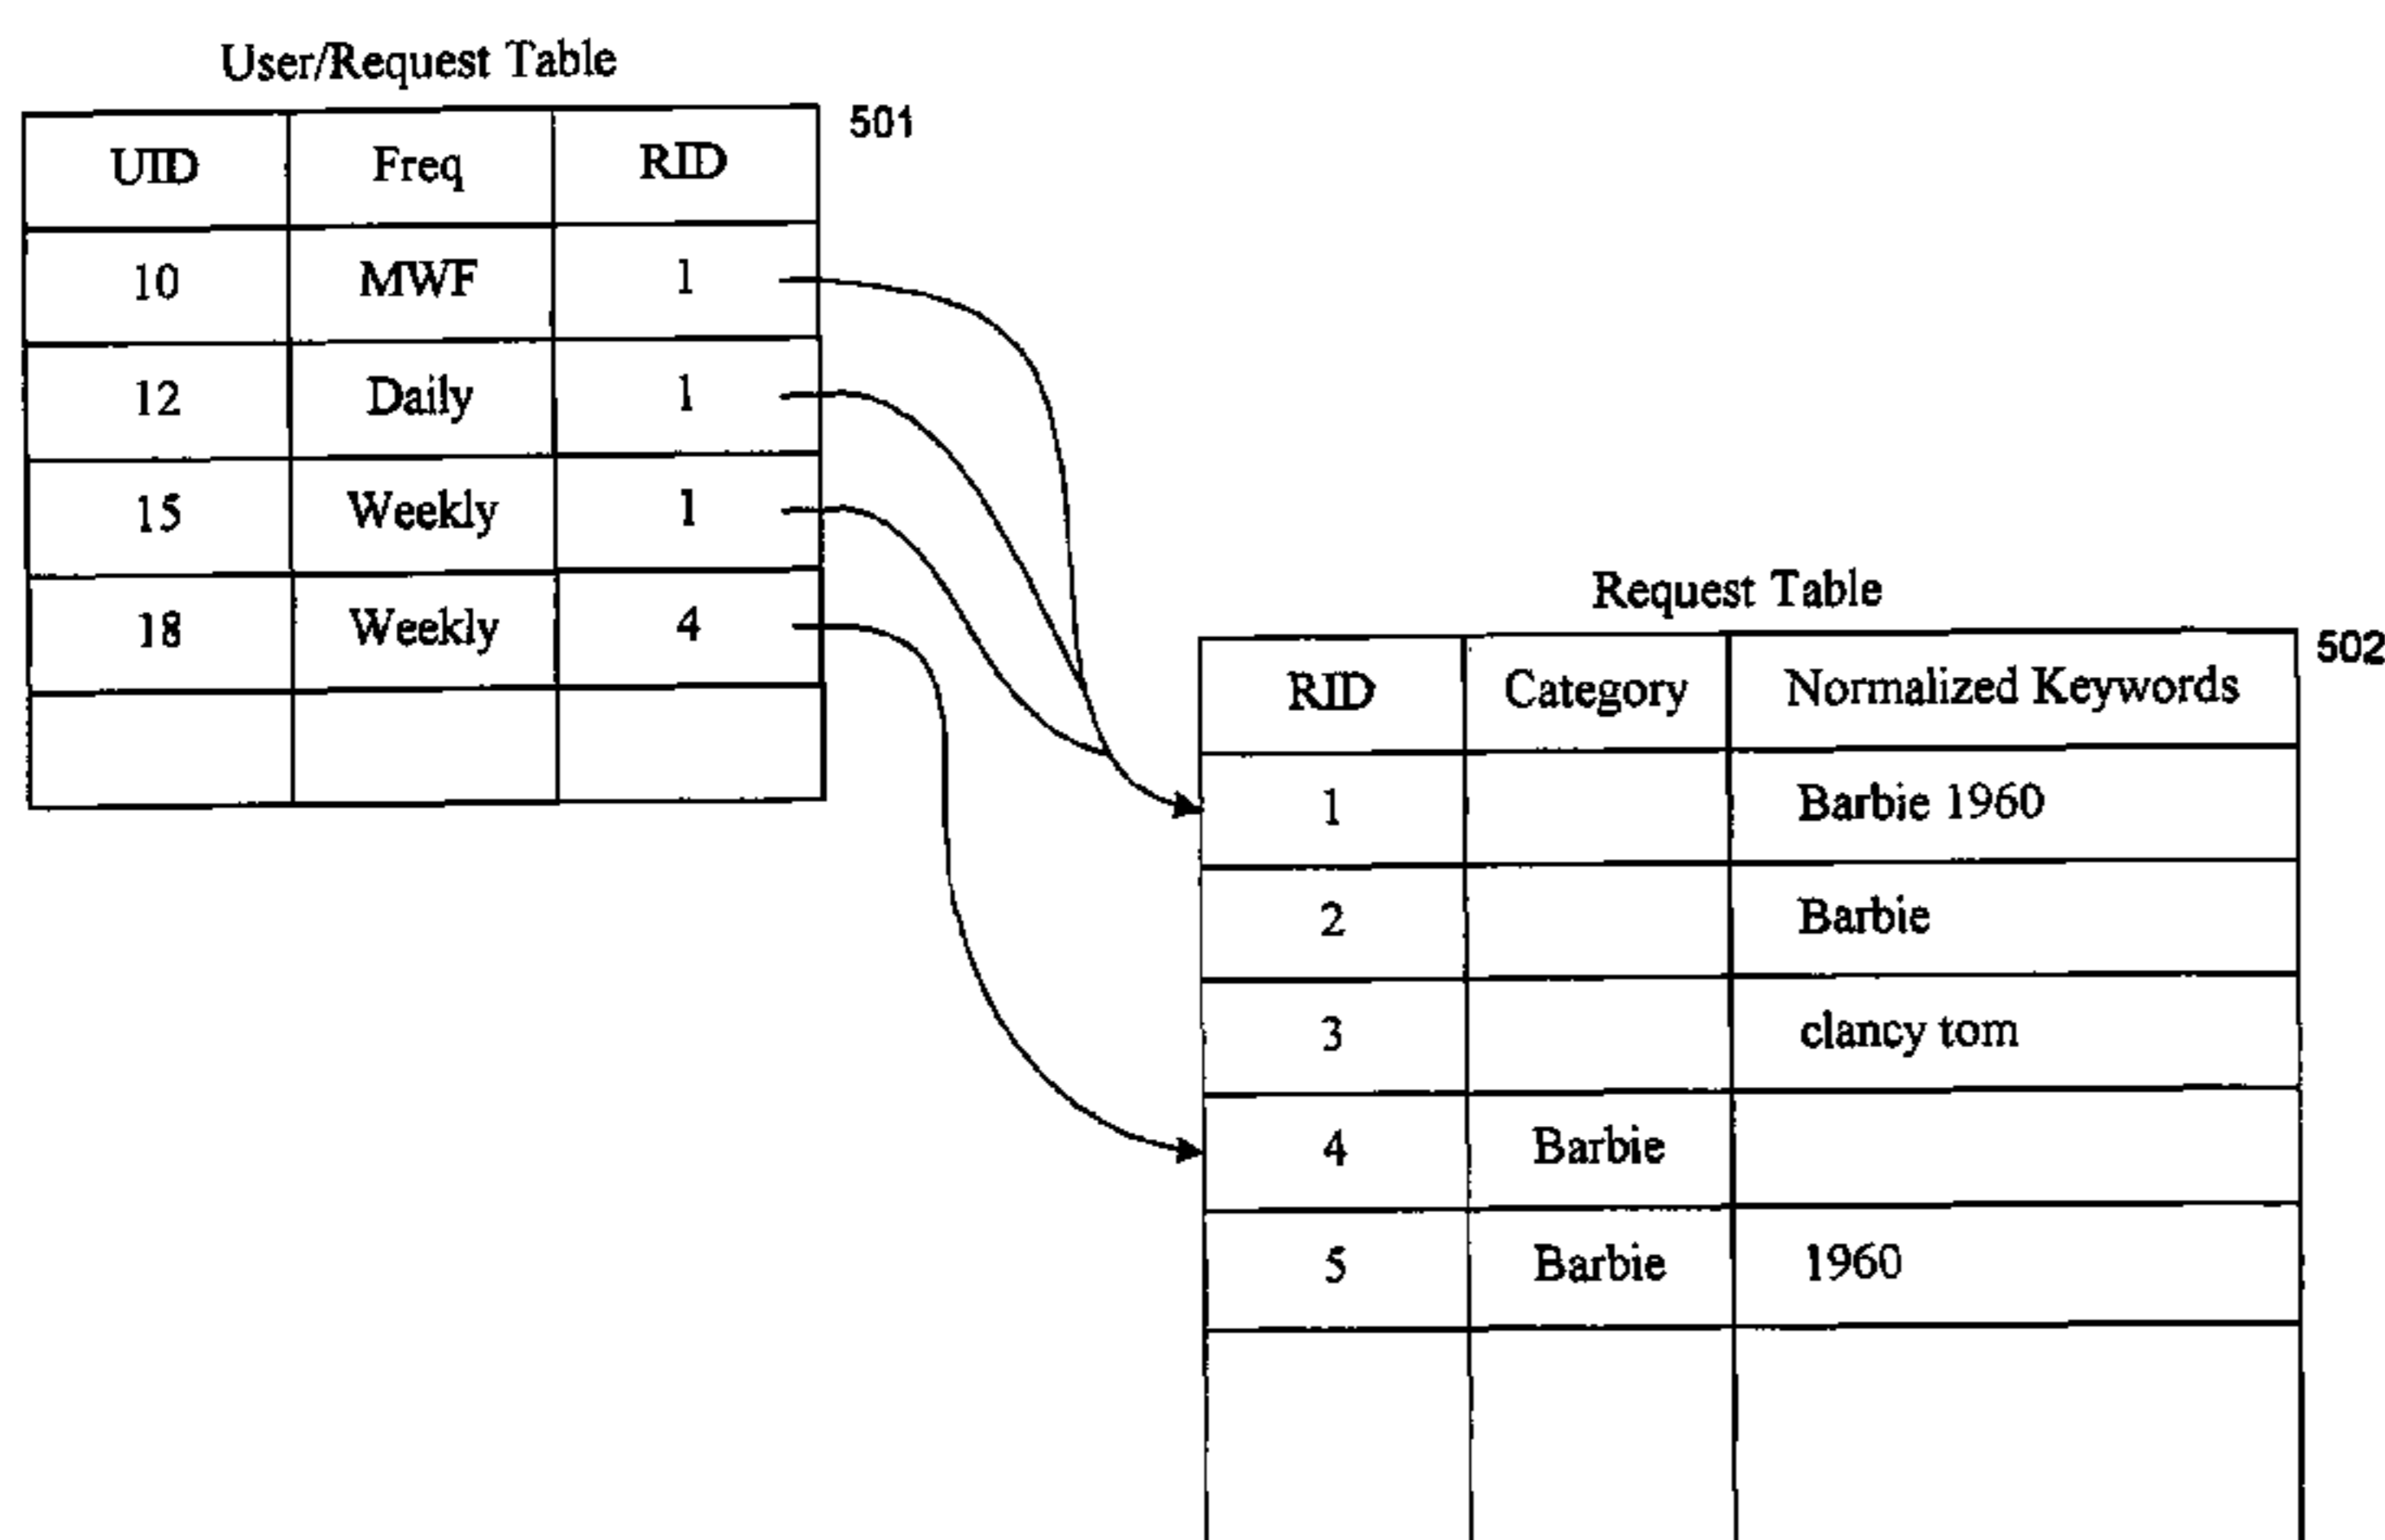 User/Request Table
501
UID Freq RID
10 MWF 1
12 Daily 1
15 Weekly 1
18 Weekly 4
Request Table
502
RID Category Normalized Keywords
1 Barbie 1960
2 Barbie
3 clancy tom
4 Barbie
5 Barbie 1960